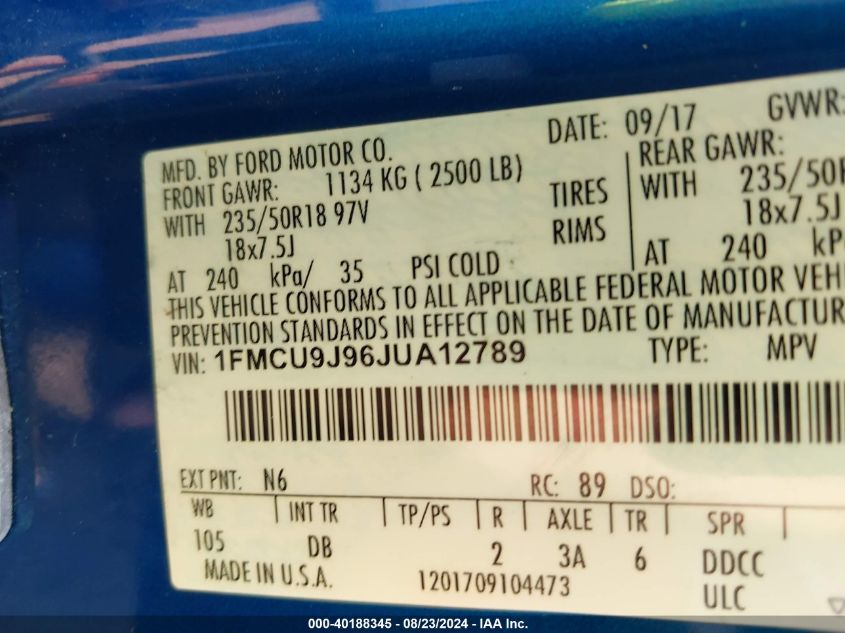 MFD. BY FORD MOTOR CO. DATE: 09/17 GVWR:
FRONT GAWR: 1134 KG ( 2500 LB) REAR GAWR:
WITH 235/50R18 97V TIRES WITH 235/50R
18x7.5J RIMS 18x7.5J
AT 240 kPa/ 35 PSI COLD AT 240 kP
THIS VEHICLE CONFORMS TO ALL APPLICABLE FEDERAL MOTOR VEHI
PREVENTION STANDARDS IN EFFECT ON THE DATE OF MANUFACTUR
VIN: 1FMCU9J96JUA12789 TYPE: MPV
EXT PNT: N6 RC: 89 DSO:
WB INT TR TP/PS R AXLE TR SPR
105 DB 2 3A 6 DDCC
MADE IN U.S.A. 1201709104473 ULC
000-40188345 - 08/23/2024 - IAAI.com